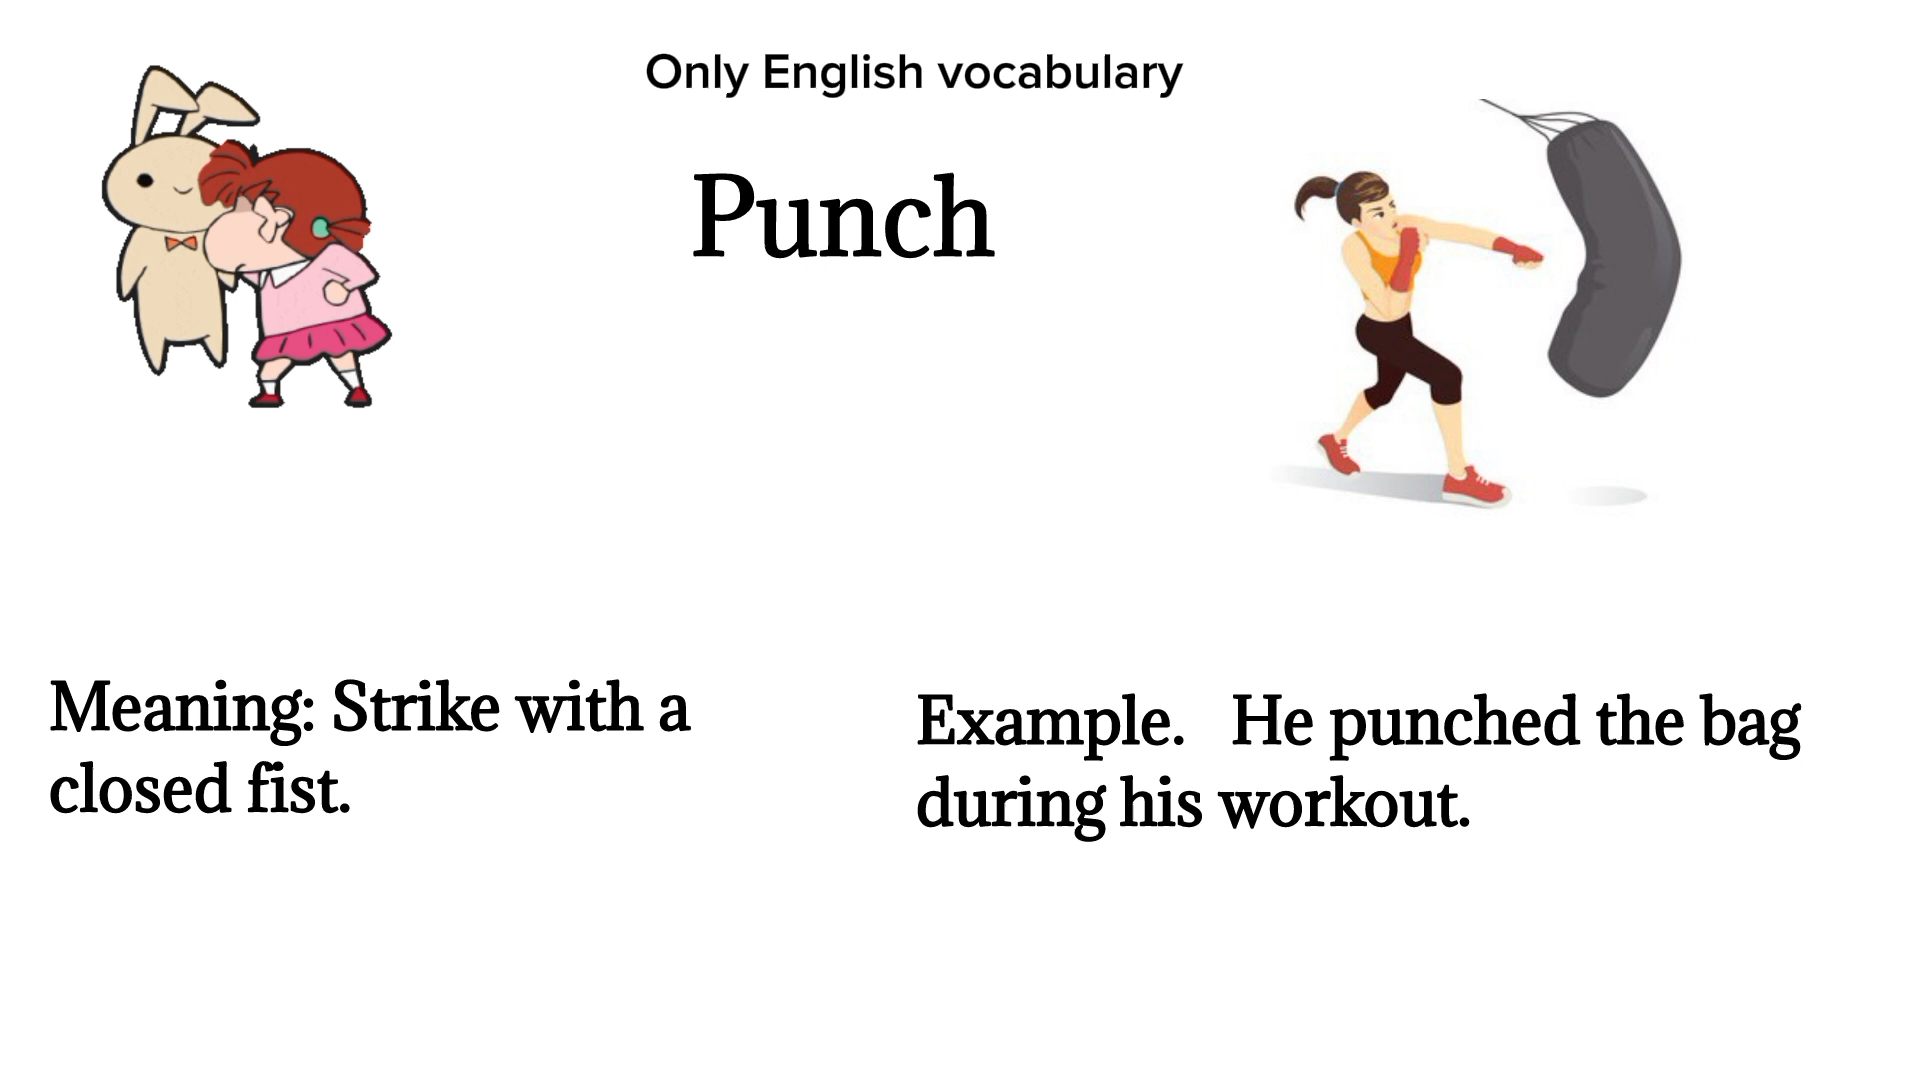 Only English vocabulary
Punch
Meaning: Strike with a
closed fist.
Example.   He punched the bag
during his workout.